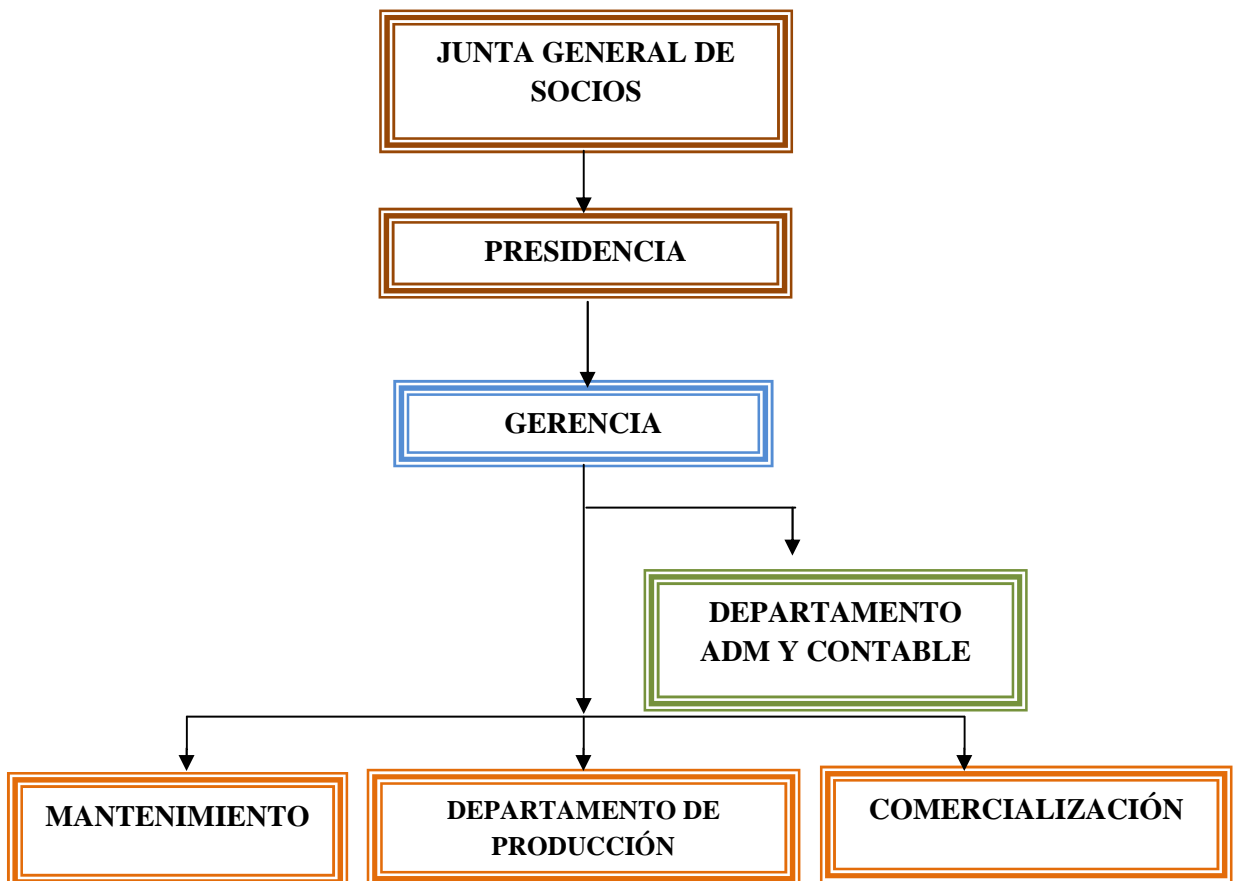 JUNTA GENERAL DE
SOCIOS
PRESIDENCIA
GERENCIA
DEPARTAMENTO
ADM Y CONTABLE
MANTENIMIENTO
DEPARTAMENTO DE
PRODUCCIÓN
COMERCIALIZACIÓN